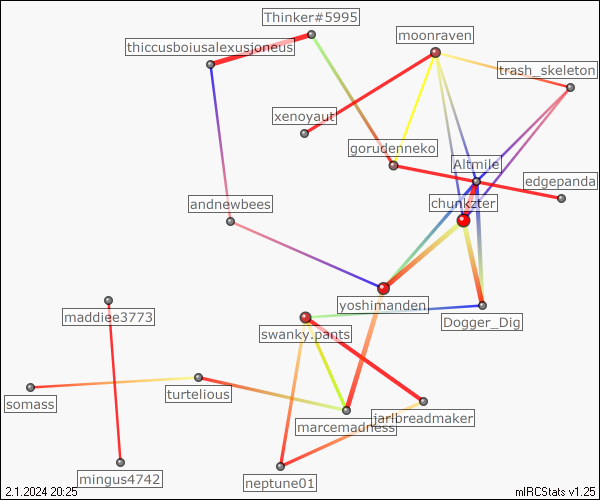 Thinker#5995
moonraven
thiccusboiusalexusjoneus
trash_skeleton
xenoyaut
gorudenneko
Altmile
edgepanda
andnewbees
chunkzter
yoshimanden
maddiee3773
Dogger_Dig
swanky.pants
turtelious
somass
jarlbreadmaker
marcemadness
mingus4742
neptune01
2.1.2024 20:25
mIRCStats v1.25